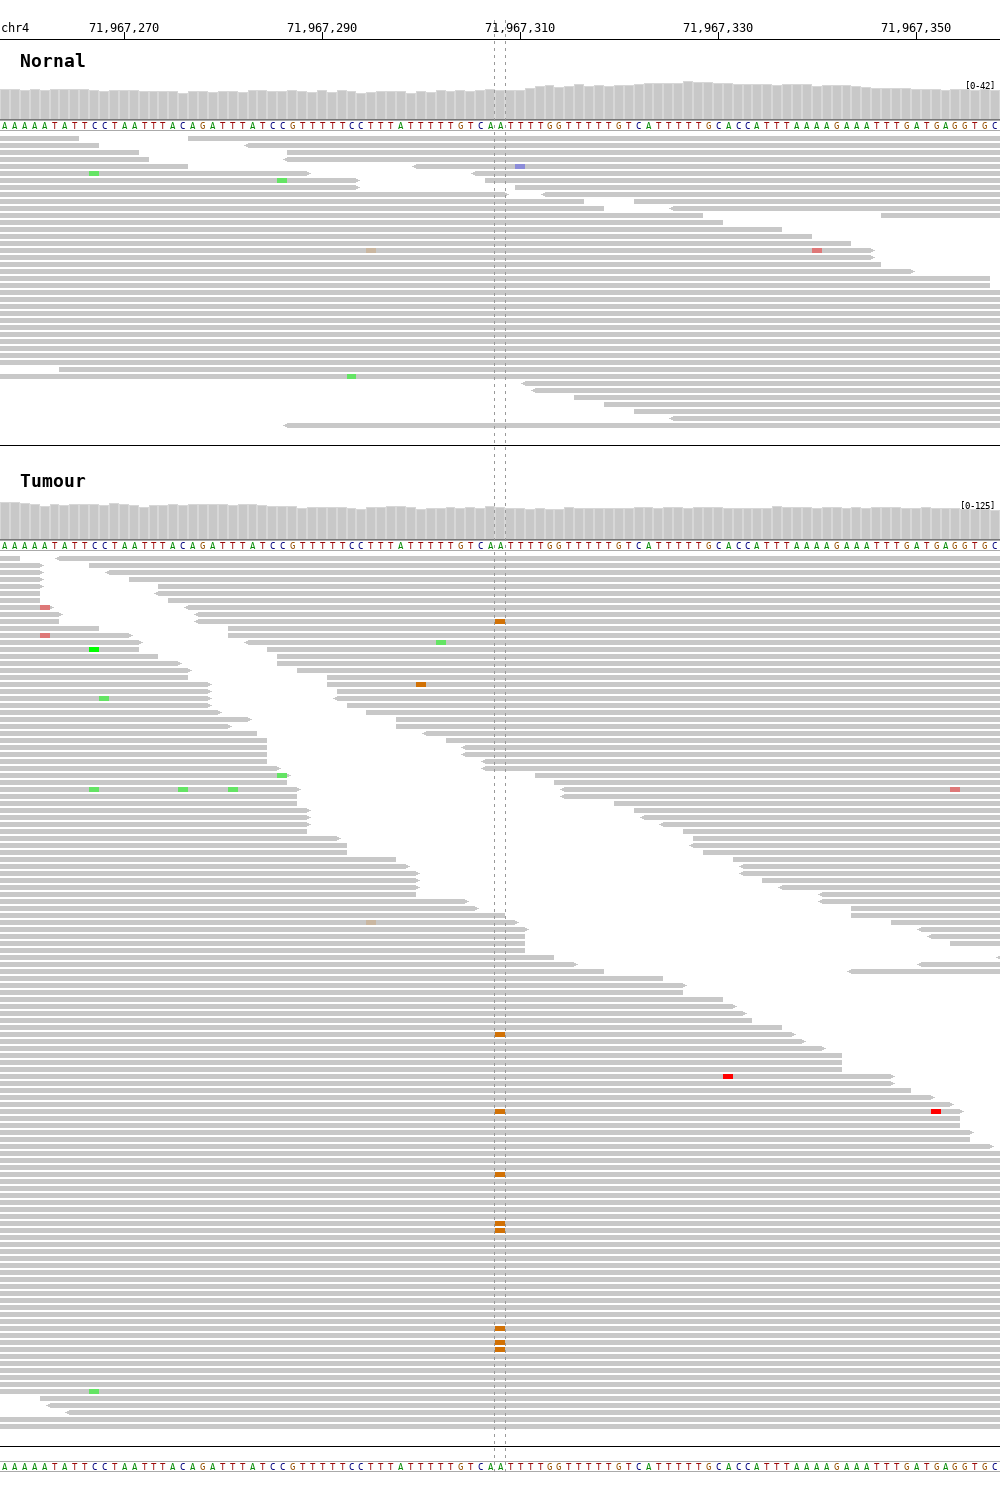 chr4 71,967,270 71,967,290 71,967,310 71,967,330 71,967,350
Nornal
[0-42]
AAAAATATTCCTAATTTACAGATTTATCCGTTTTTCCTTTATTTTTGTCAATTTTGGTTTTTGTCATTTTTGCACCATTTAAAAGAAATTTGATGAGGTGC
Tumour
[0-125]
AAAAATATTCCTAATTTACAGATTTATCCGTTTTTCCTTTATTTTTGTCAATTTTGGTTTTTGTCATTTTTGCACCATTTAAAAGAAATTTGATGAGGTGC
AAAAATATTCCTAATTTACAGATTTATCCGTTTTTCCTTTATTTTTGTCAATTTTGGTTTTTGTCATTTTTGCACCATTTAAAAGAAATTTGATGAGGTGC